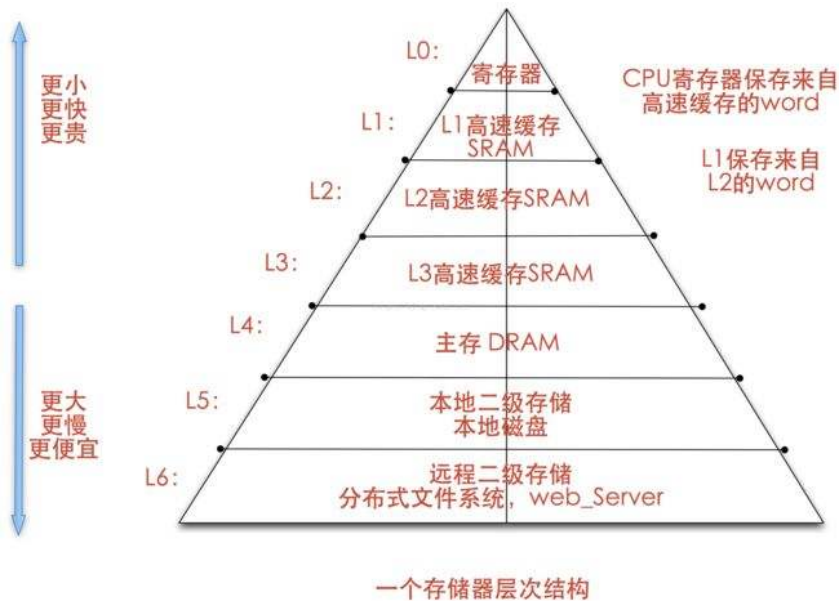 更小
更快
更贵
L0:
寄存器
CPU寄存器保存来自
高速缓存的word
L1:
L1高速缓存
SRAM
L1保存来自
L2的word
L2:
L2高速缓存SRAM
L3:
L3高速缓存SRAM
L4:
主存 DRAM
更大
更慢
更便宜
L5:
本地二级存储
本地磁盘
L6:
远程二级存储
分布式文件系统，web_Server
一个存储器层次结构